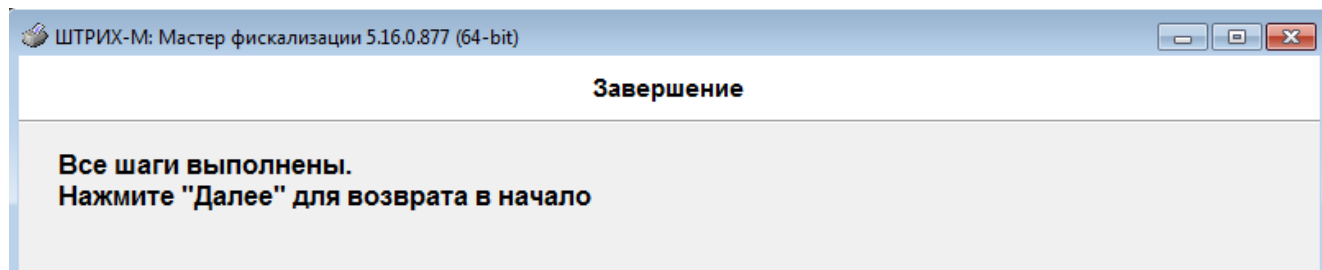 ШТРИХ-М: Мастер фискализации 5.16.0.877 (64-bit)
Завершение
Все шаги выполнены.
Нажмите "Далее" для возврата в начало